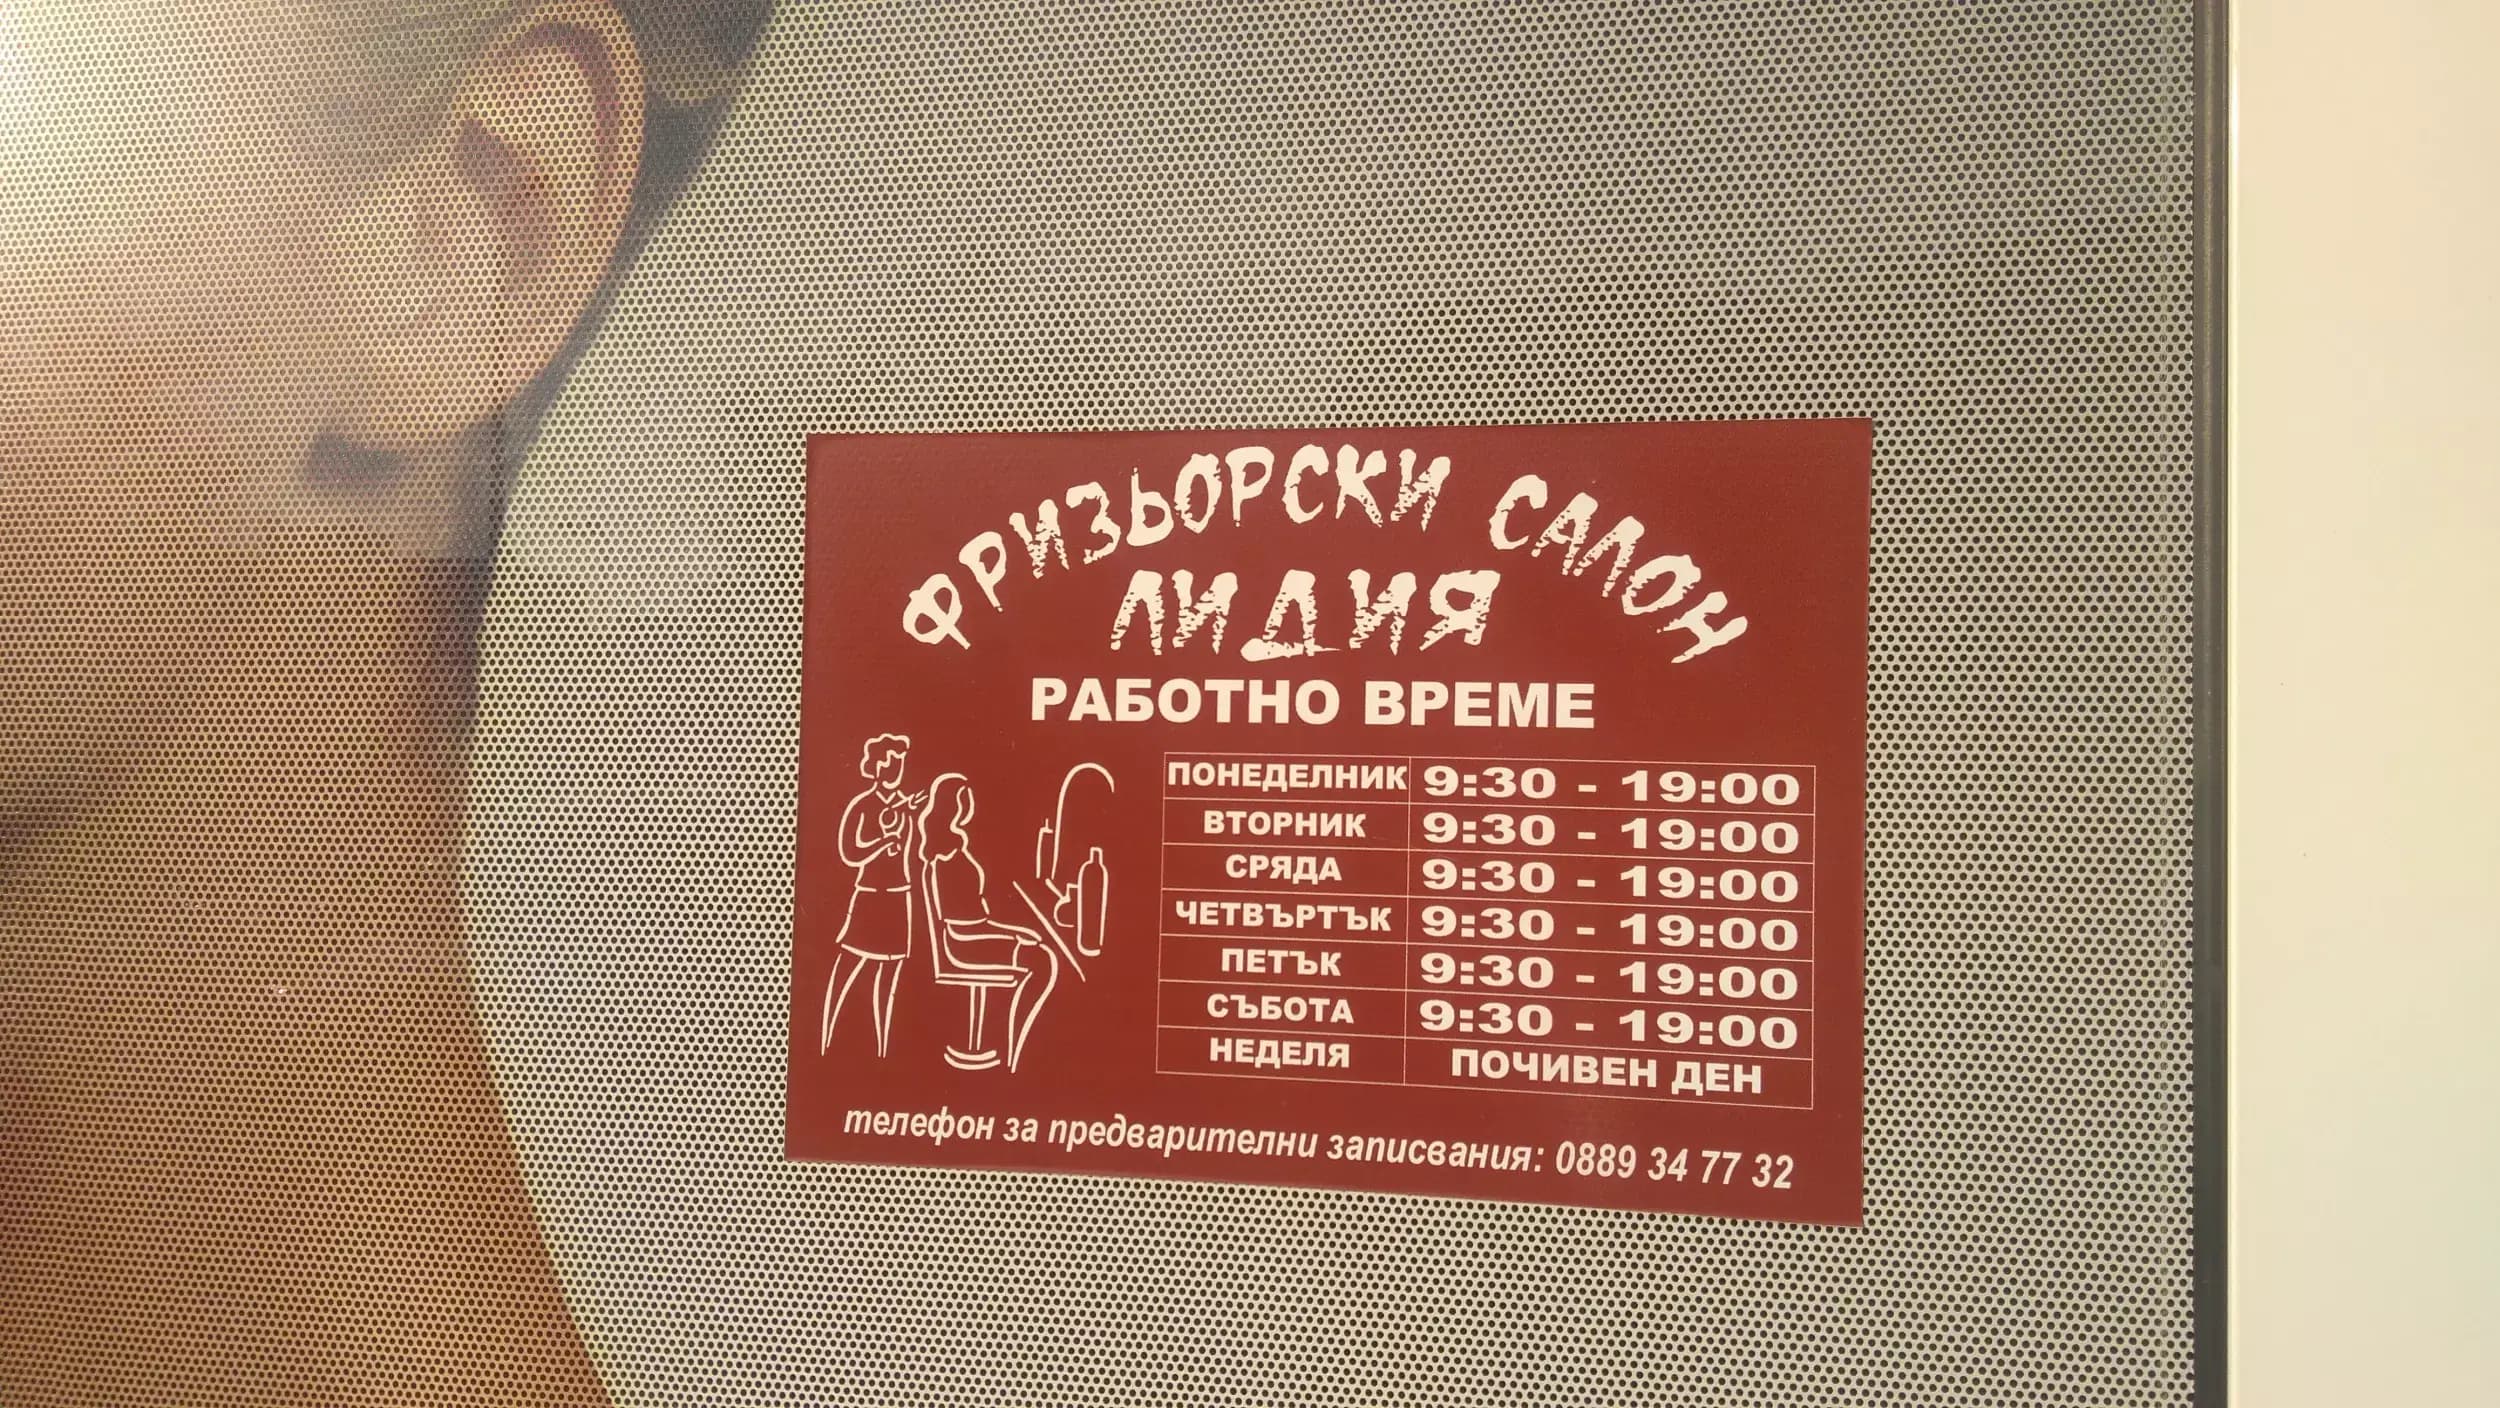 ФРИЗЬОРСКИ САЛОН
ЛИДИЯ
РАБОТНО ВРЕМЕ
ПОНЕДЕЛНИК 9:30 - 19:00
ВТОРНИК 9:30 - 19:00
СРЯДА 9:30 - 19:00
ЧЕТВЪРТЪК 9:30 - 19:00
ПЕТЪК 9:30 - 19:00
СЪБОТА 9:30 - 19:00
НЕДЕЛЯ ПОЧИВЕН ДЕН
телефон за предварителни записвания: 0889 34 77 32